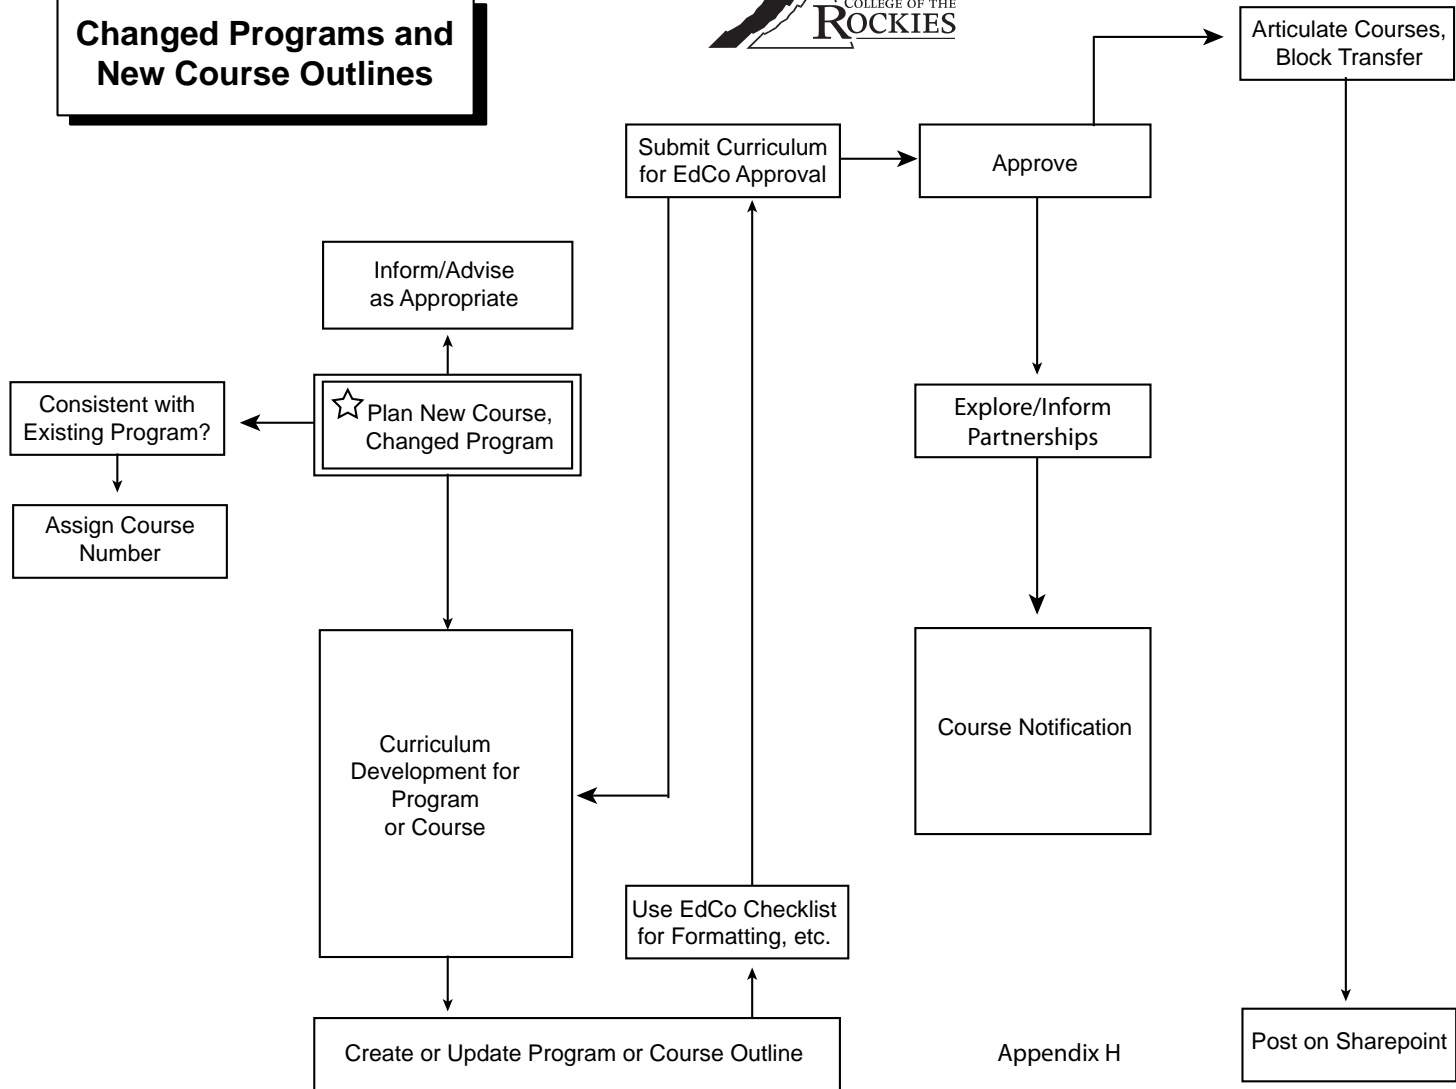 Changed Programs and
New Course Outlines
COLLEGE OF THE
ROCKIES
Articulate Courses,
Block Transfer
Submit Curriculum
for EdCo Approval
Approve
Inform/Advise
as Appropriate
Consistent with
Existing Program?
Plan New Course,
Changed Program
Explore/Inform
Partnerships
Assign Course
Number
Curriculum
Development for
Program
or Course
Course Notification
Use EdCo Checklist
for Formatting, etc.
Create or Update Program or Course Outline
Appendix H
Post on Sharepoint